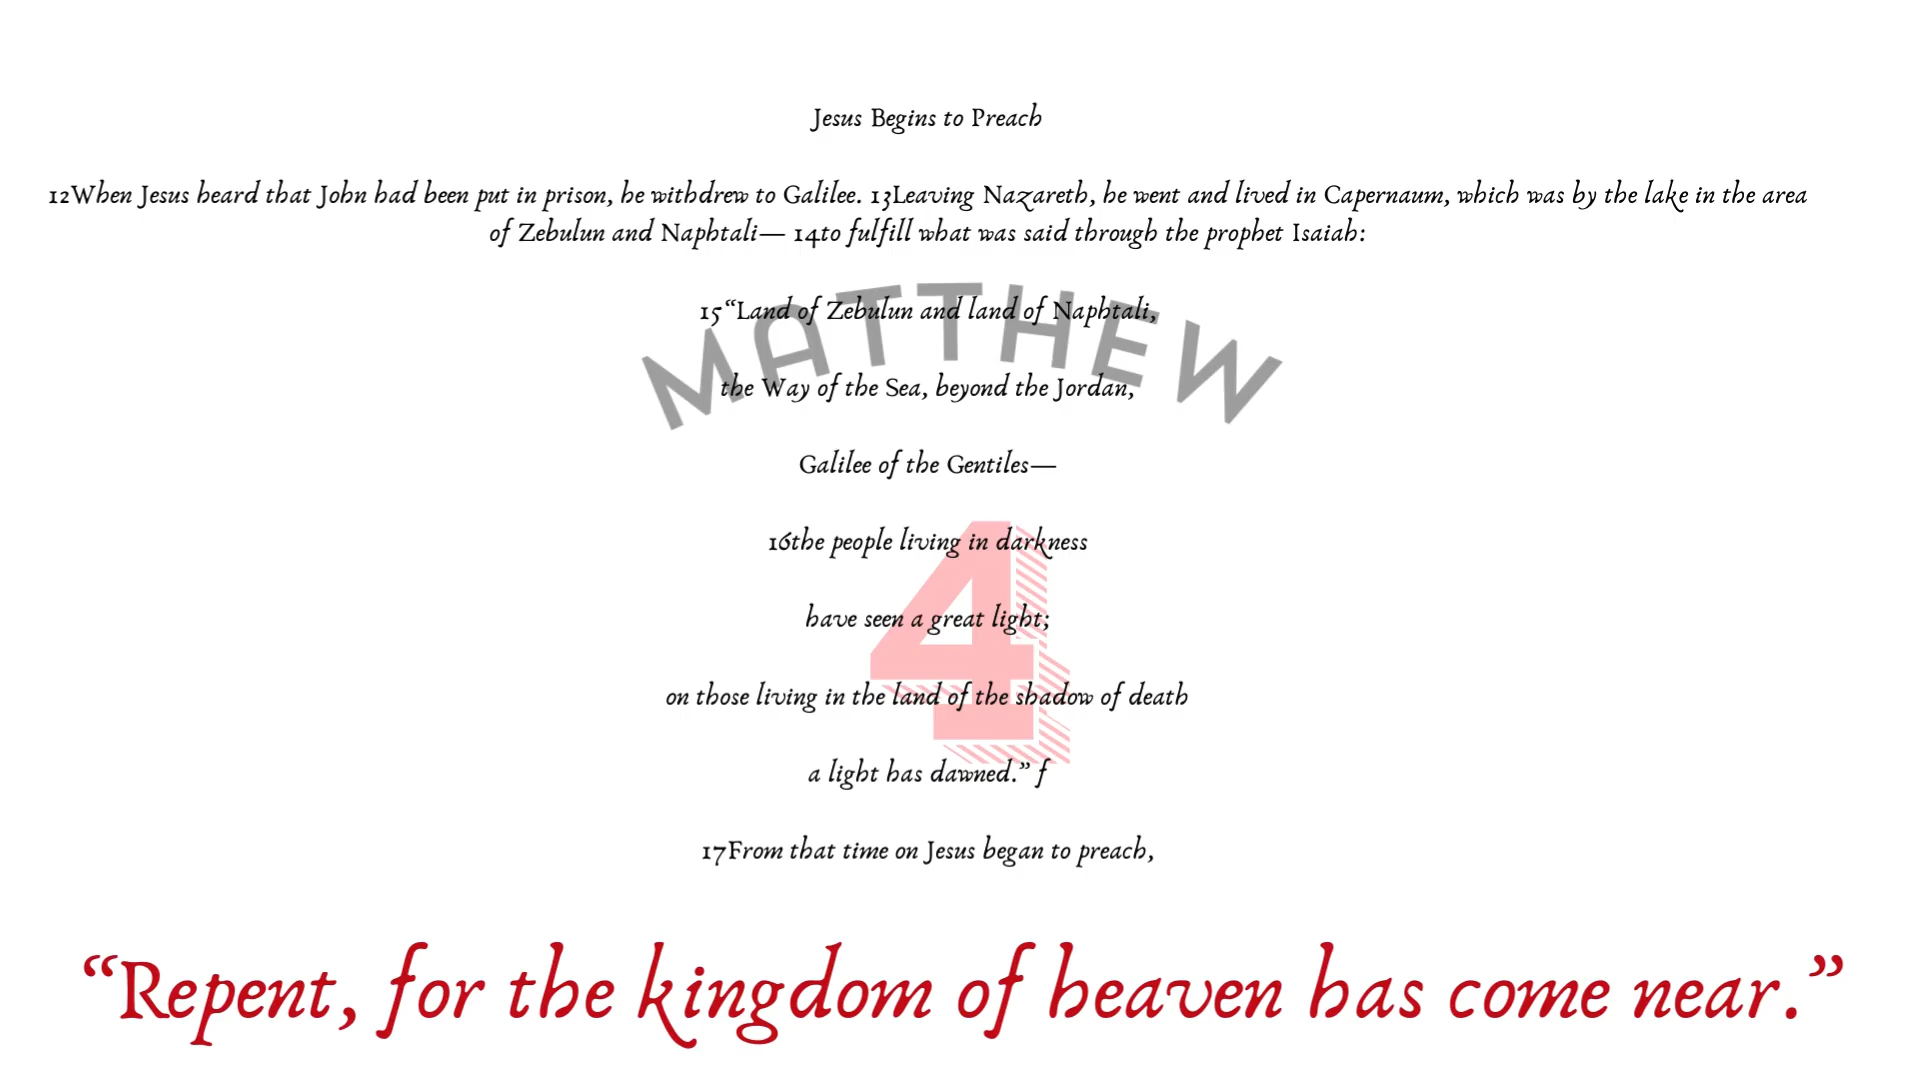 Jesus Begins to Preach
12When Jesus heard that John had been put in prison, he withdrew to Galilee. 13Leaving Nazareth, he went and lived in Capernaum, which was by the lake in the area
of Zebulun and Naphtali— 14to fulfill what was said through the prophet Isaiah:
MATTHEW
15“Land of Zebulun and land of Naphtali,
the Way of the Sea, beyond the Jordan,
Galilee of the Gentiles—
4
16the people living in darkness
have seen a great light;
on those living in the land of the shadow of death
a light has dawned.” f
17From that time on Jesus began to preach,
“Repent, for the kingdom of heaven has come near.”